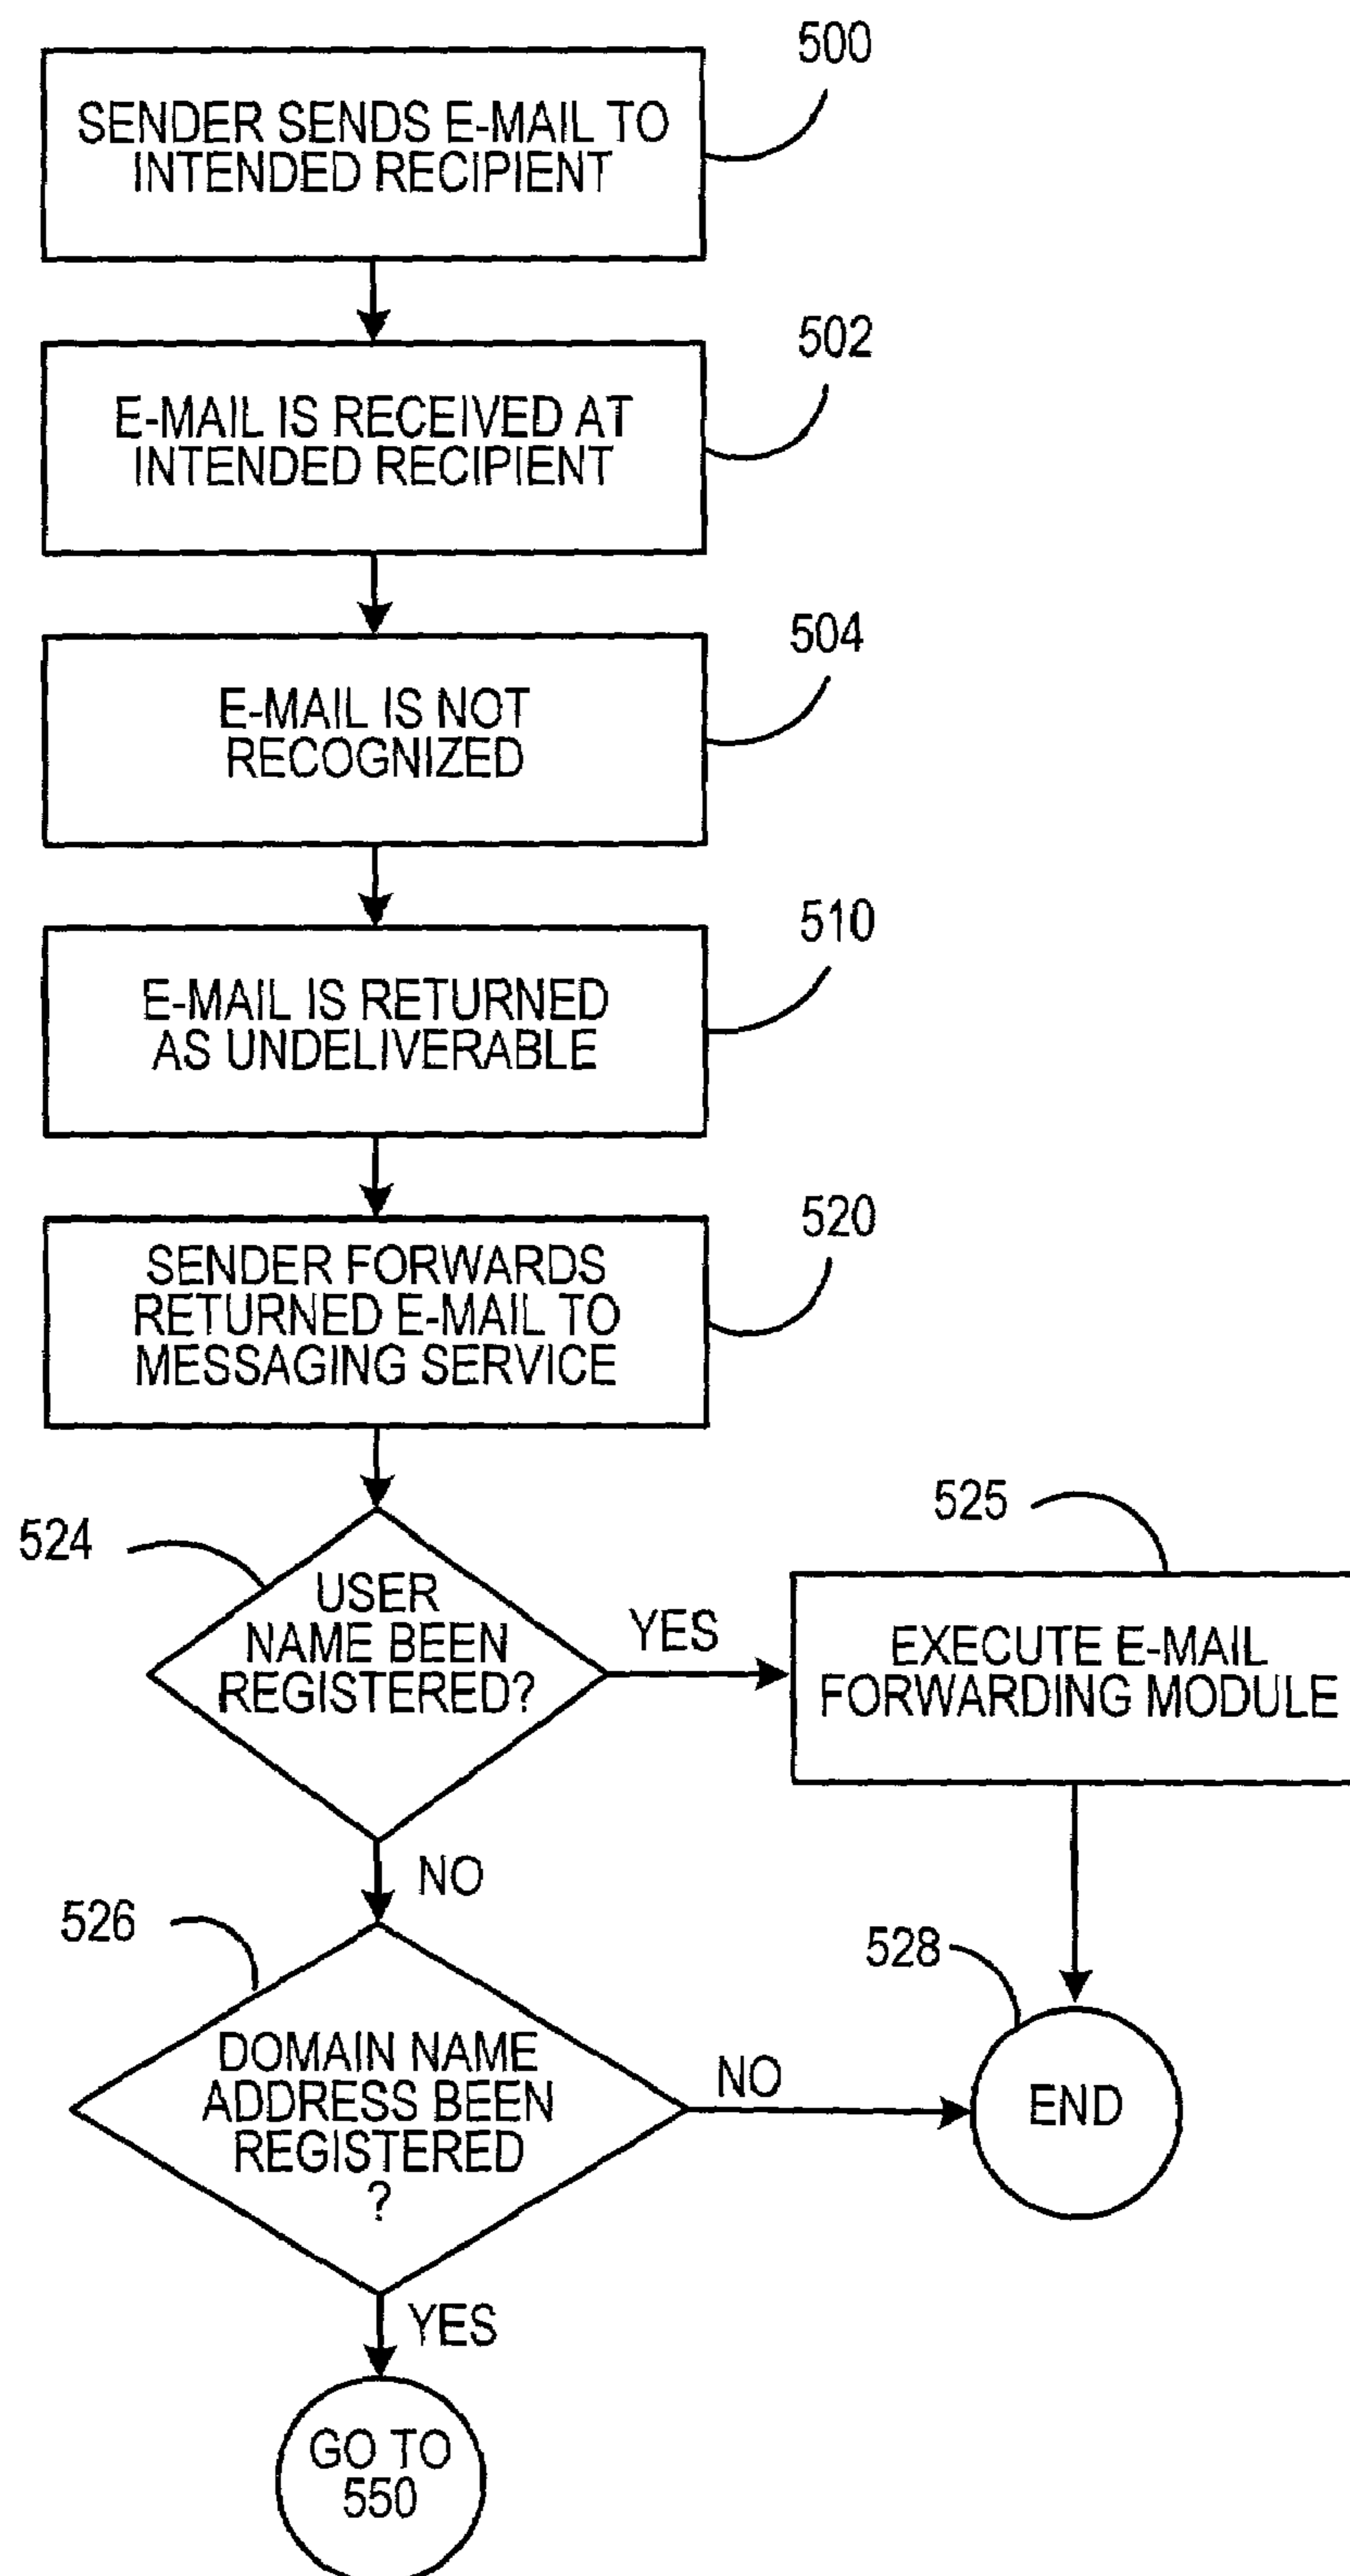 500
SENDER SENDS E-MAIL TO
INTENDED RECIPIENT
502
E-MAIL IS RECEIVED AT
INTENDED RECIPIENT
504
E-MAIL IS NOT
RECOGNIZED
510
E-MAIL IS RETURNED
AS UNDELIVERABLE
520
SENDER FORWARDS
RETURNED E-MAIL TO
MESSAGING SERVICE
524
USER
NAME BEEN
REGISTERED?
YES
525
EXECUTE E-MAIL
FORWARDING MODULE
NO
526
DOMAIN NAME
ADDRESS BEEN
REGISTERED
?
NO
528
END
YES
GO TO
550